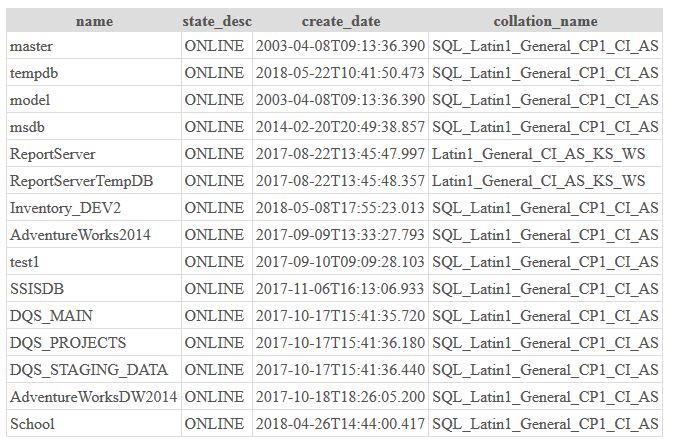 name state_desc create_date collation_name
master ONLINE 2003-04-08T09:13:36.390 SQL_Latin1_General_CP1_CI_AS
tempdb ONLINE 2018-05-22T10:41:50.473 SQL_Latin1_General_CP1_CI_AS
model ONLINE 2003-04-08T09:13:36.390 SQL_Latin1_General_CP1_CI_AS
msdb ONLINE 2014-02-20T20:49:38.857 SQL_Latin1_General_CP1_CI_AS
ReportServer ONLINE 2017-08-22T13:45:47.997 Latin1_General_CI_AS_KS_WS
ReportServerTempDB ONLINE 2017-08-22T13:45:48.357 Latin1_General_CI_AS_KS_WS
Inventory_DEV2 ONLINE 2018-05-08T17:55:23.013 SQL_Latin1_General_CP1_CI_AS
AdventureWorks2014 ONLINE 2017-09-09T13:33:27.793 SQL_Latin1_General_CP1_CI_AS
test1 ONLINE 2017-09-10T09:09:28.103 SQL_Latin1_General_CP1_CI_AS
SSISDB ONLINE 2017-11-06T16:13:06.933 SQL_Latin1_General_CP1_CI_AS
DQS_MAIN ONLINE 2017-10-17T15:41:35.720 SQL_Latin1_General_CP1_CI_AS
DQS_PROJECTS ONLINE 2017-10-17T15:41:36.180 SQL_Latin1_General_CP1_CI_AS
DQS_STAGING_DATA ONLINE 2017-10-17T15:41:36.440 SQL_Latin1_General_CP1_CI_AS
AdventureWorksDW2014 ONLINE 2017-10-18T18:26:05.200 SQL_Latin1_General_CP1_CI_AS
School ONLINE 2018-04-26T14:44:00.417 SQL_Latin1_General_CP1_CI_AS